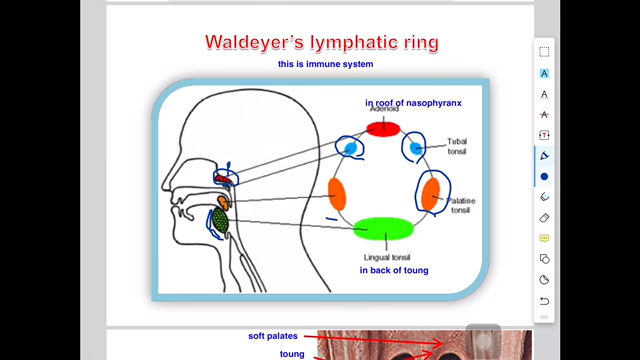 Waldeyer's lymphatic ring
this is immune system
in roof of nasophyranx
Adenoid
Tubal
tonsil
Palatine
tonsil
Lingual tonsil
in back of toung
soft palates
toung
A
A
A
T